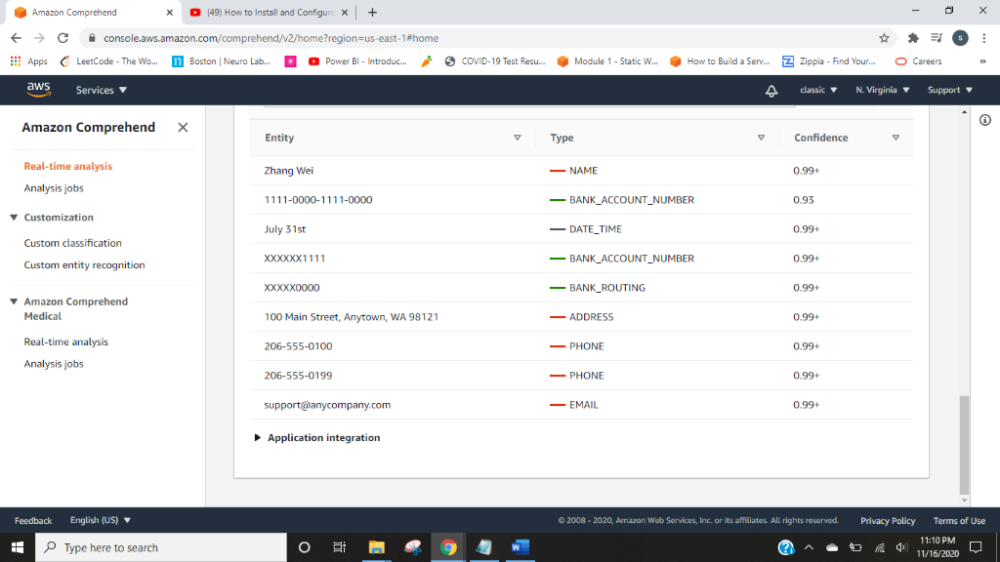 Amazon Comprehend
(49) How to Install and Configure
console.aws.amazon.com/comprehend/v2/home?region=us-east-1#home
S
Apps
LeetCode - The Wo...
Boston | Neuro Lab...
Power BI - Introduc...
COVID-19 Test Resu...
Module 1 - Static W...
How to Build a Serv...
Zippia - Find Your...
Careers
aws
Services
classic
N. Virginia
Support
Amazon Comprehend
Real-time analysis
Analysis jobs
Customization
Custom classification
Custom entity recognition
Amazon Comprehend
Medical
Real-time analysis
Analysis jobs
Entity Type Confidence
Zhang Wei NAME 0.99+
1111-0000-1111-0000 BANK_ACCOUNT_NUMBER 0.93
July 31st DATE_TIME 0.99+
XXXXXX1111 BANK_ACCOUNT_NUMBER 0.99+
XXXXX0000 BANK_ROUTING 0.99+
100 Main Street, Anytown, WA 98121 ADDRESS 0.99+
206-555-0100 PHONE 0.99+
206-555-0199 PHONE 0.99+
support@anycompany.com EMAIL 0.99+
Application integration
Feedback
English (US)
© 2008 - 2020, Amazon Web Services, Inc. or its affiliates. All rights reserved.
Privacy Policy
Terms of Use
Type here to search
11:10 PM
11/16/2020